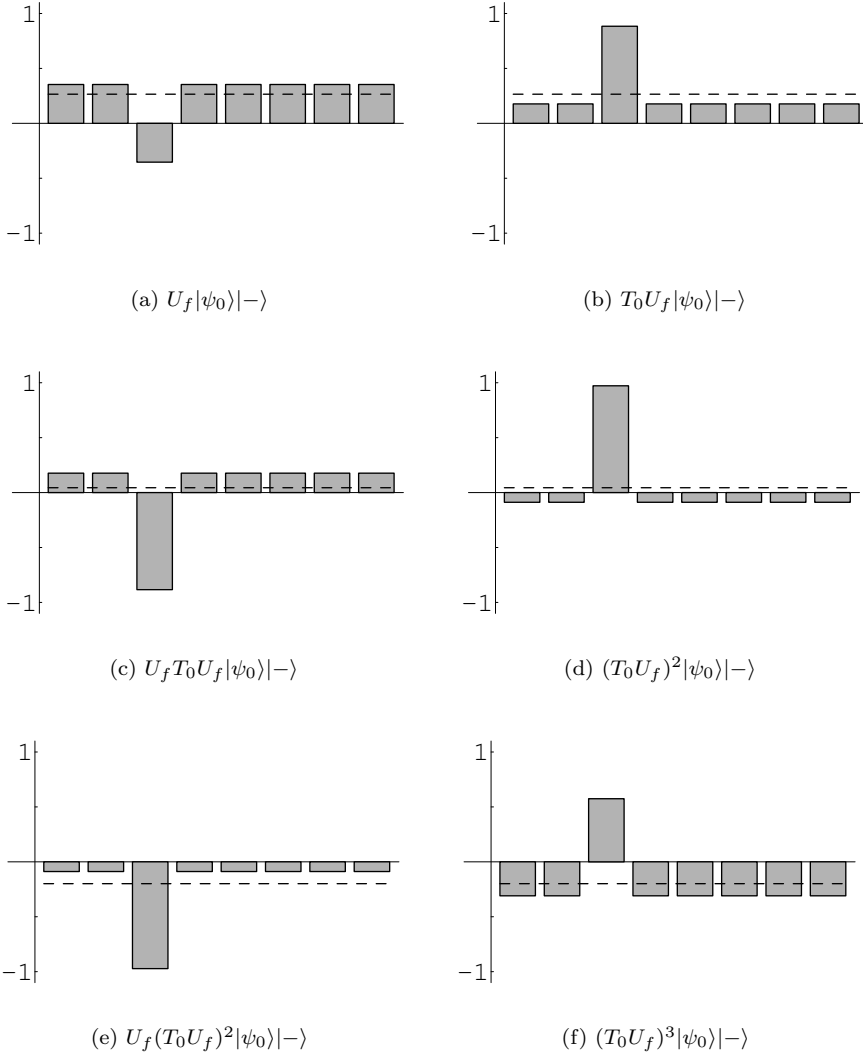 1
−1
(a) U_f|ψ_0⟩|−⟩
1
−1
(b) T_0U_f|ψ_0⟩|−⟩
1
−1
(c) U_fT_0U_f|ψ_0⟩|−⟩
1
−1
(d) (T_0U_f)^2|ψ_0⟩|−⟩
1
−1
(e) U_f(T_0U_f)^2|ψ_0⟩|−⟩
1
−1
(f) (T_0U_f)^3|ψ_0⟩|−⟩